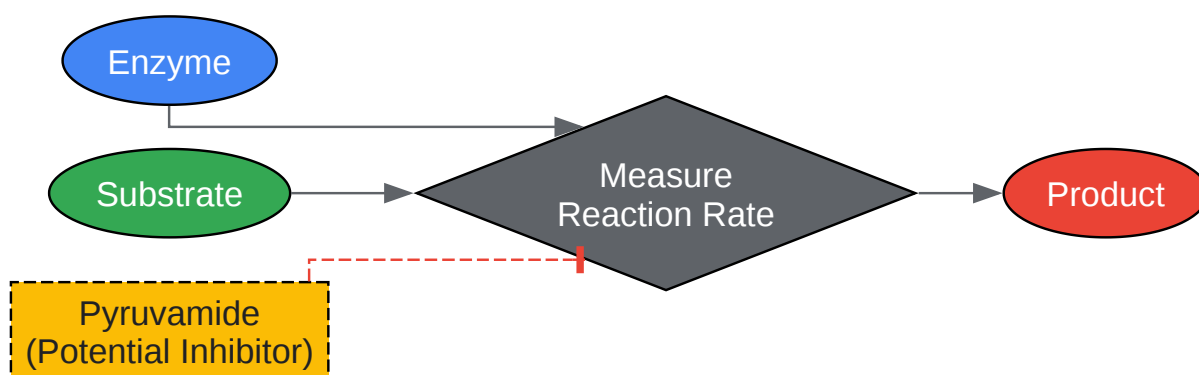 Enzyme
Substrate
Measure
Reaction Rate
Product
Pyruvamide
(Potential Inhibitor)